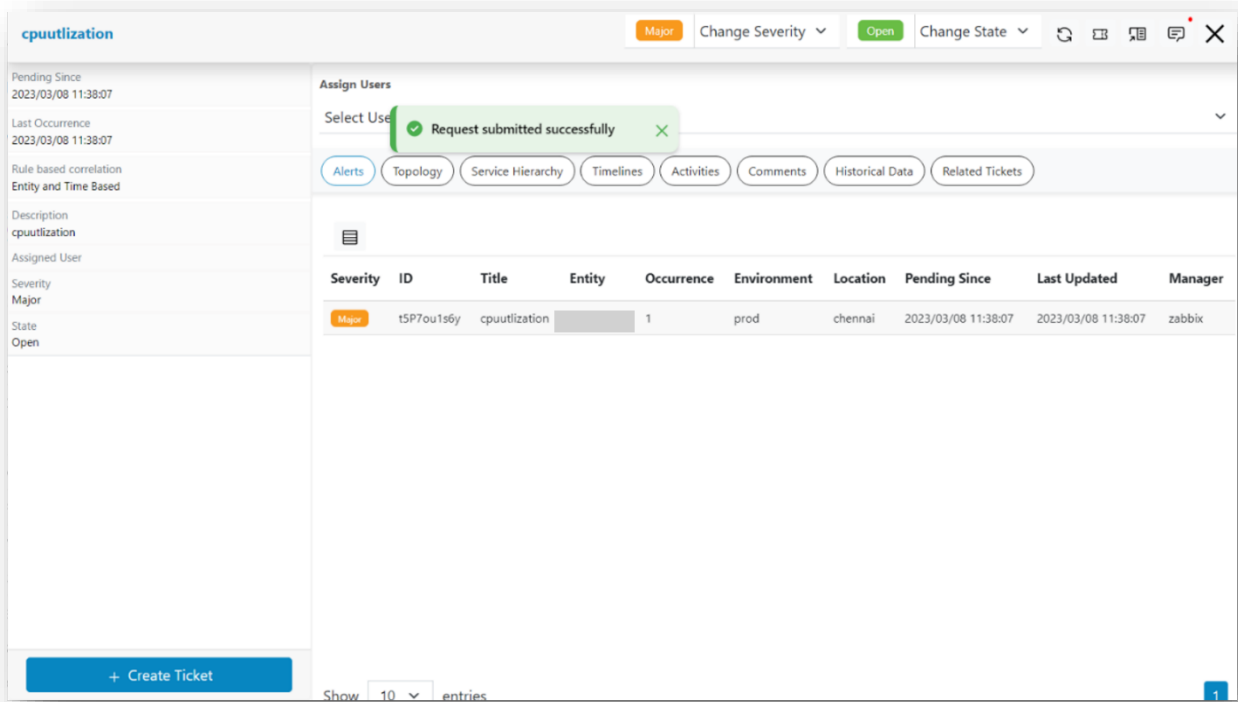 cpuutlization
Major Change Severity Open Change State
Pending Since
2023/03/08 11:38:07
Last Occurrence
2023/03/08 11:38:07
Rule based correlation
Entity and Time Based
Description
cpuutlization
Assigned User
Severity
Major
State
Open
+ Create Ticket
Assign Users
Select Use
Request submitted successfully
Alerts Topology Service Hierarchy Timelines Activities Comments Historical Data Related Tickets
Severity ID Title Entity Occurrence Environment Location Pending Since Last Updated Manager
Major t5P7ou1s6y cpuutlization 1 prod chennai 2023/03/08 11:38:07 2023/03/08 11:38:07 zabbix
Show 10 entries 1